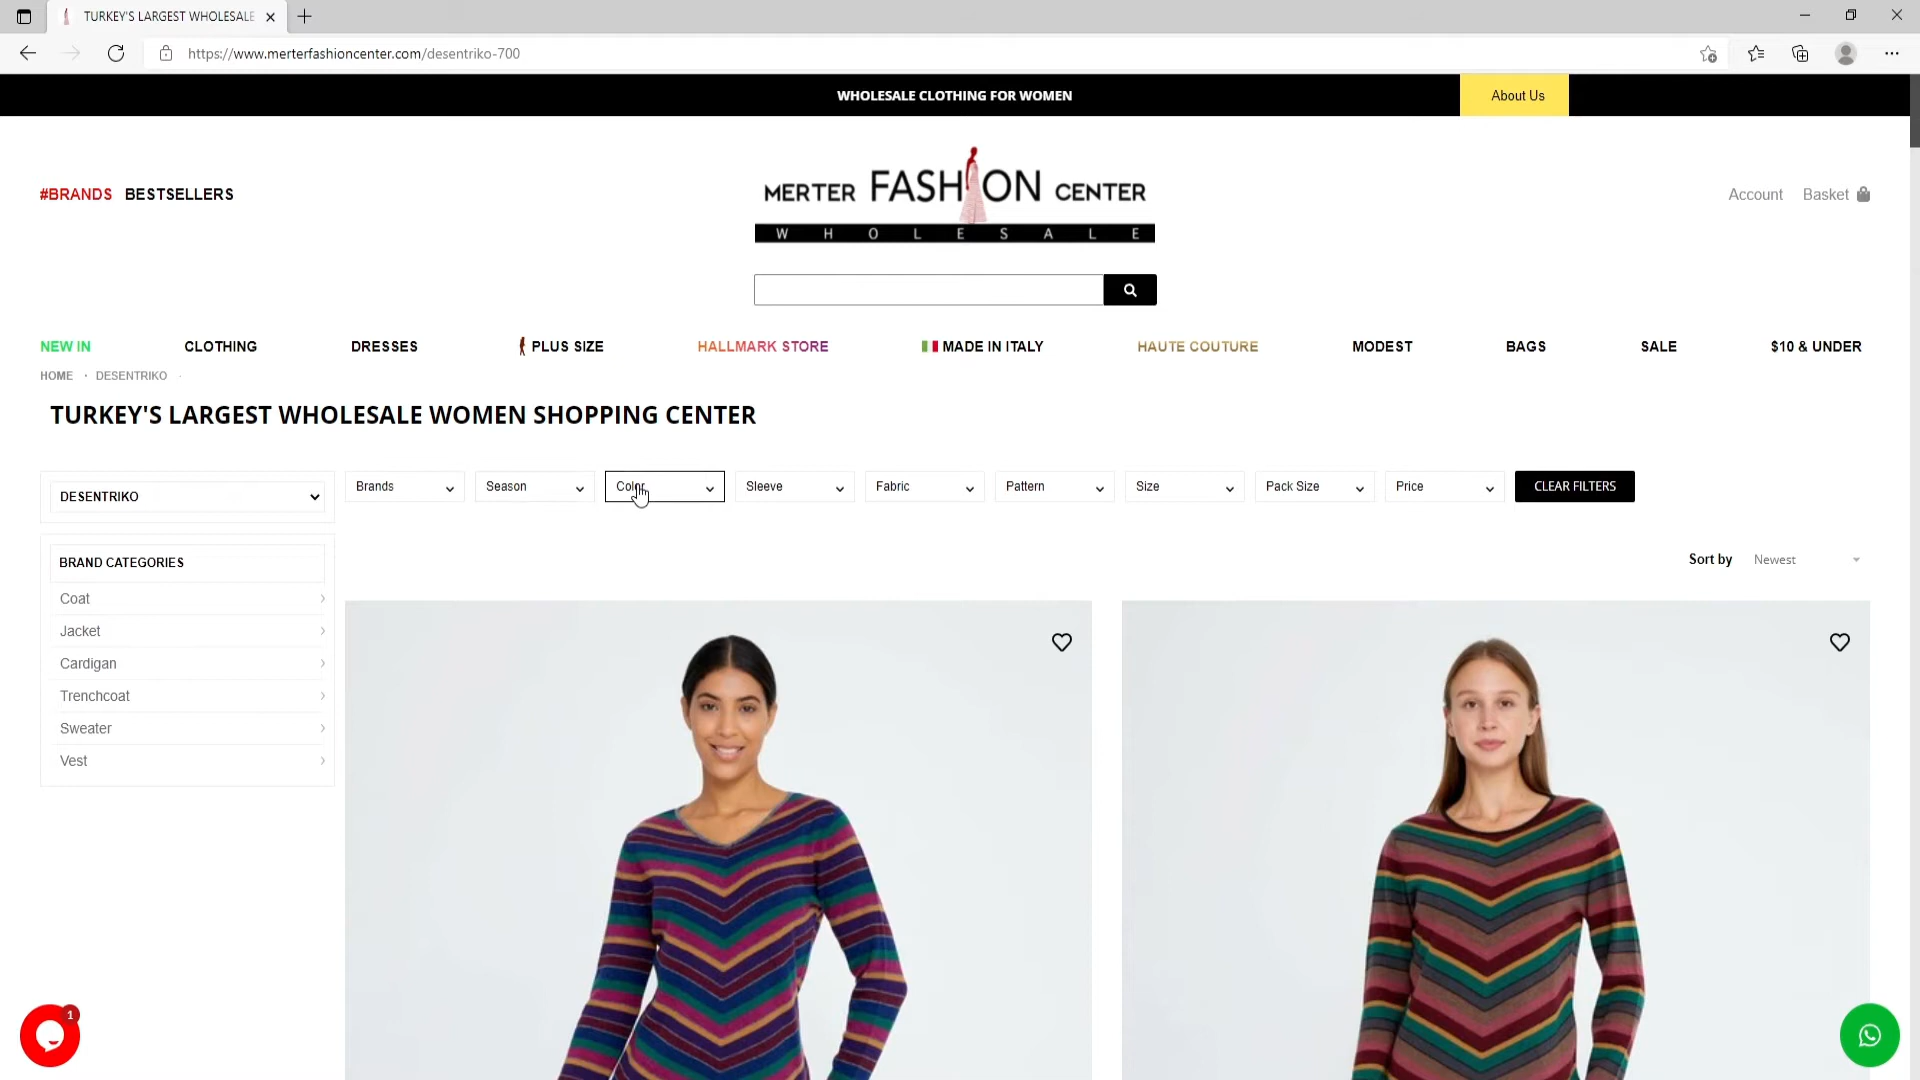 TURKEY'S LARGEST WHOLESALE
https://www.merterfashioncenter.com/desentriko-700
WHOLESALE CLOTHING FOR WOMEN
About Us
#BRANDS BESTSELLERS
MERTER FASHION CENTER
WHOLESALE
Account Basket
NEW IN CLOTHING DRESSES PLUS SIZE HALLMARK STORE MADE IN ITALY HAUTE COUTURE MODEST BAGS SALE $10 & UNDER
HOME · DESENTRIKO ·
TURKEY'S LARGEST WHOLESALE WOMEN SHOPPING CENTER
DESENTRIKO
Brands Season Color Sleeve Fabric Pattern Size Pack Size Price CLEAR FILTERS
Sort by Newest
BRAND CATEGORIES
Coat
Jacket
Cardigan
Trenchcoat
Sweater
Vest
1